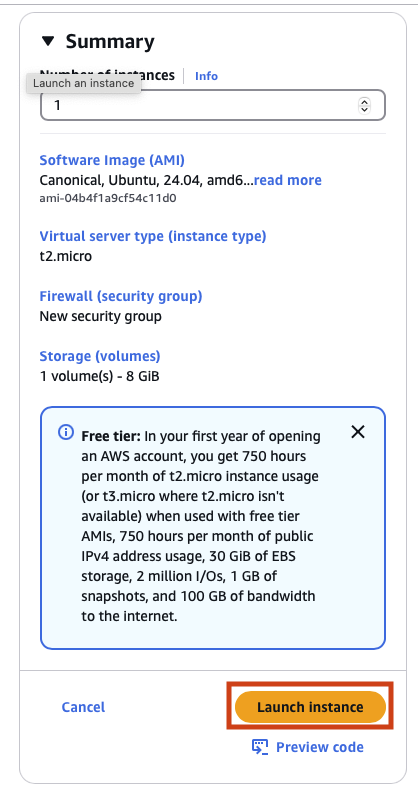 Summary
Number of instances Info
Launch an instance
1
Software Image (AMI)
Canonical, Ubuntu, 24.04, amd6...read more
ami-04b4f1a9cf54c11d0
Virtual server type (instance type)
t2.micro
Firewall (security group)
New security group
Storage (volumes)
1 volume(s) - 8 GiB
Free tier: In your first year of opening
an AWS account, you get 750 hours
per month of t2.micro instance usage
(or t3.micro where t2.micro isn't
available) when used with free tier
AMIs, 750 hours per month of public
IPv4 address usage, 30 GiB of EBS
storage, 2 million I/Os, 1 GB of
snapshots, and 100 GB of bandwidth
to the internet.
Cancel
Launch instance
Preview code